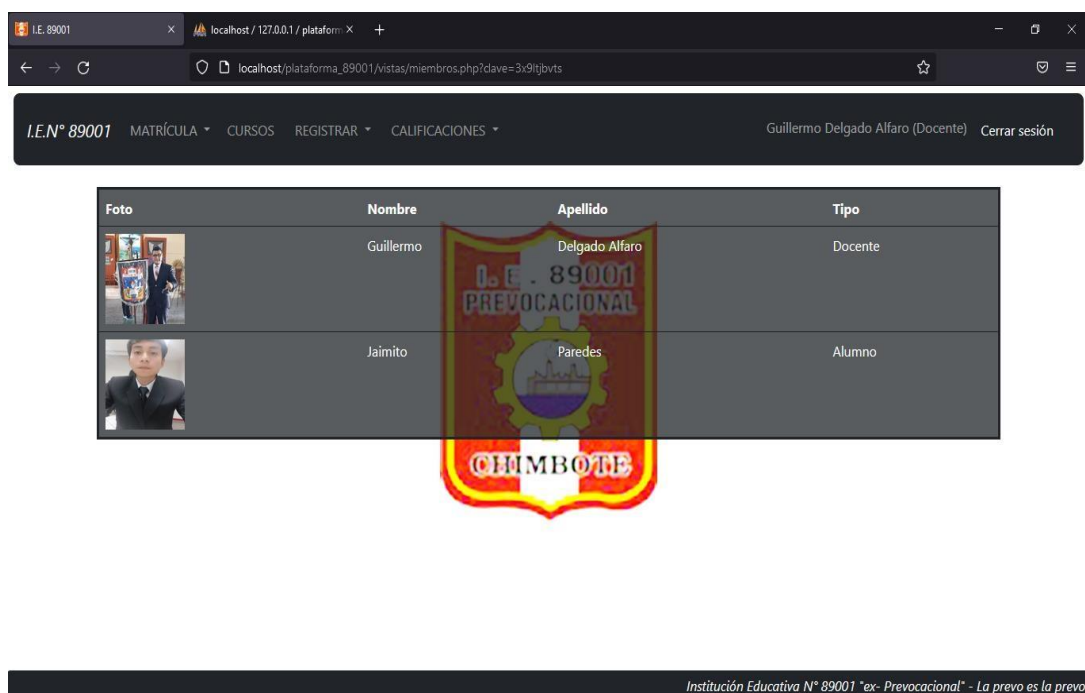 I.E. 89001
localhost / 127.0.0.1 / plataform
localhost/plataforma_89001/vistas/miembros.php?clave=3x9ltjbvts
I.E.N° 89001 MATRÍCULA CURSOS REGISTRAR CALIFICACIONES Guillermo Delgado Alfaro (Docente) Cerrar sesión
Foto Nombre Apellido Tipo
Guillermo Delgado Alfaro Docente
Jaimito Paredes Alumno
I. E. 89001
PREVOCACIONAL
CHIMBOTE
Institución Educativa N° 89001 "ex- Prevocacional" - La prevo es la prevo